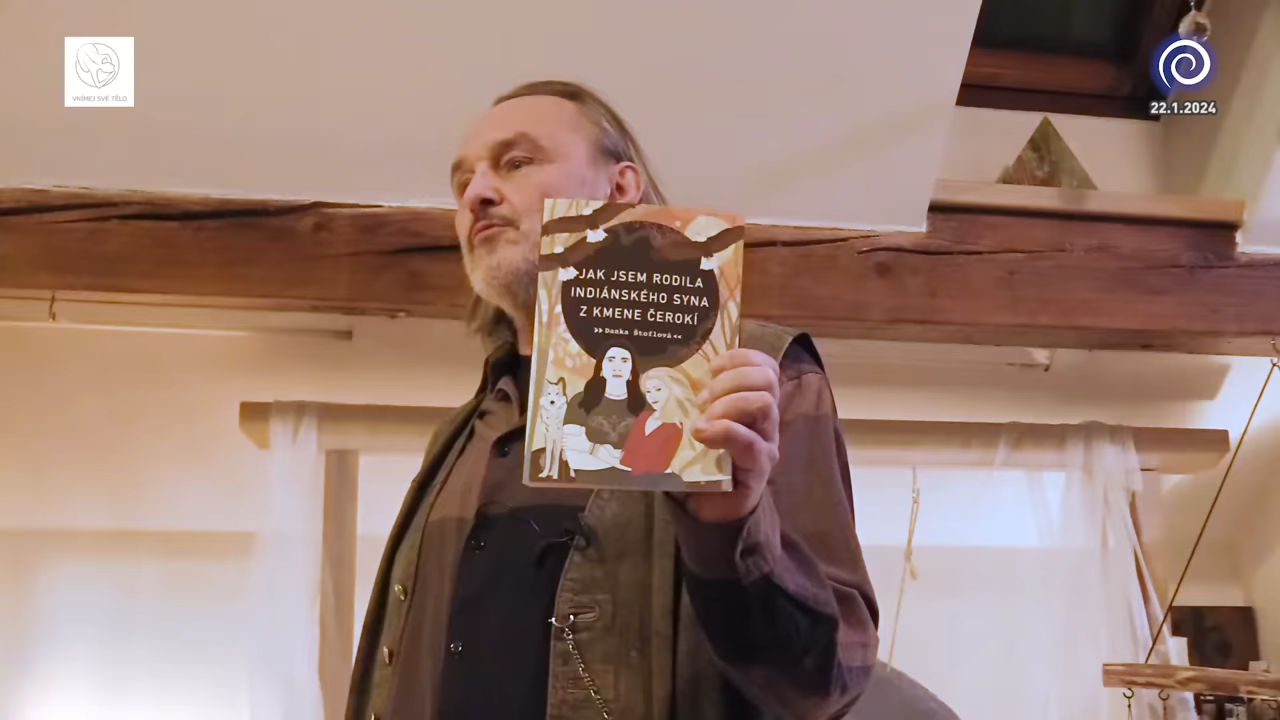 VNÍMEJ SVÉ TĚLO
22.1.2024
JAK JSEM RODILA
INDIÁNSKÉHO SYNA
Z KMENE ČEROKÍ
>> Danka Štoflová <<